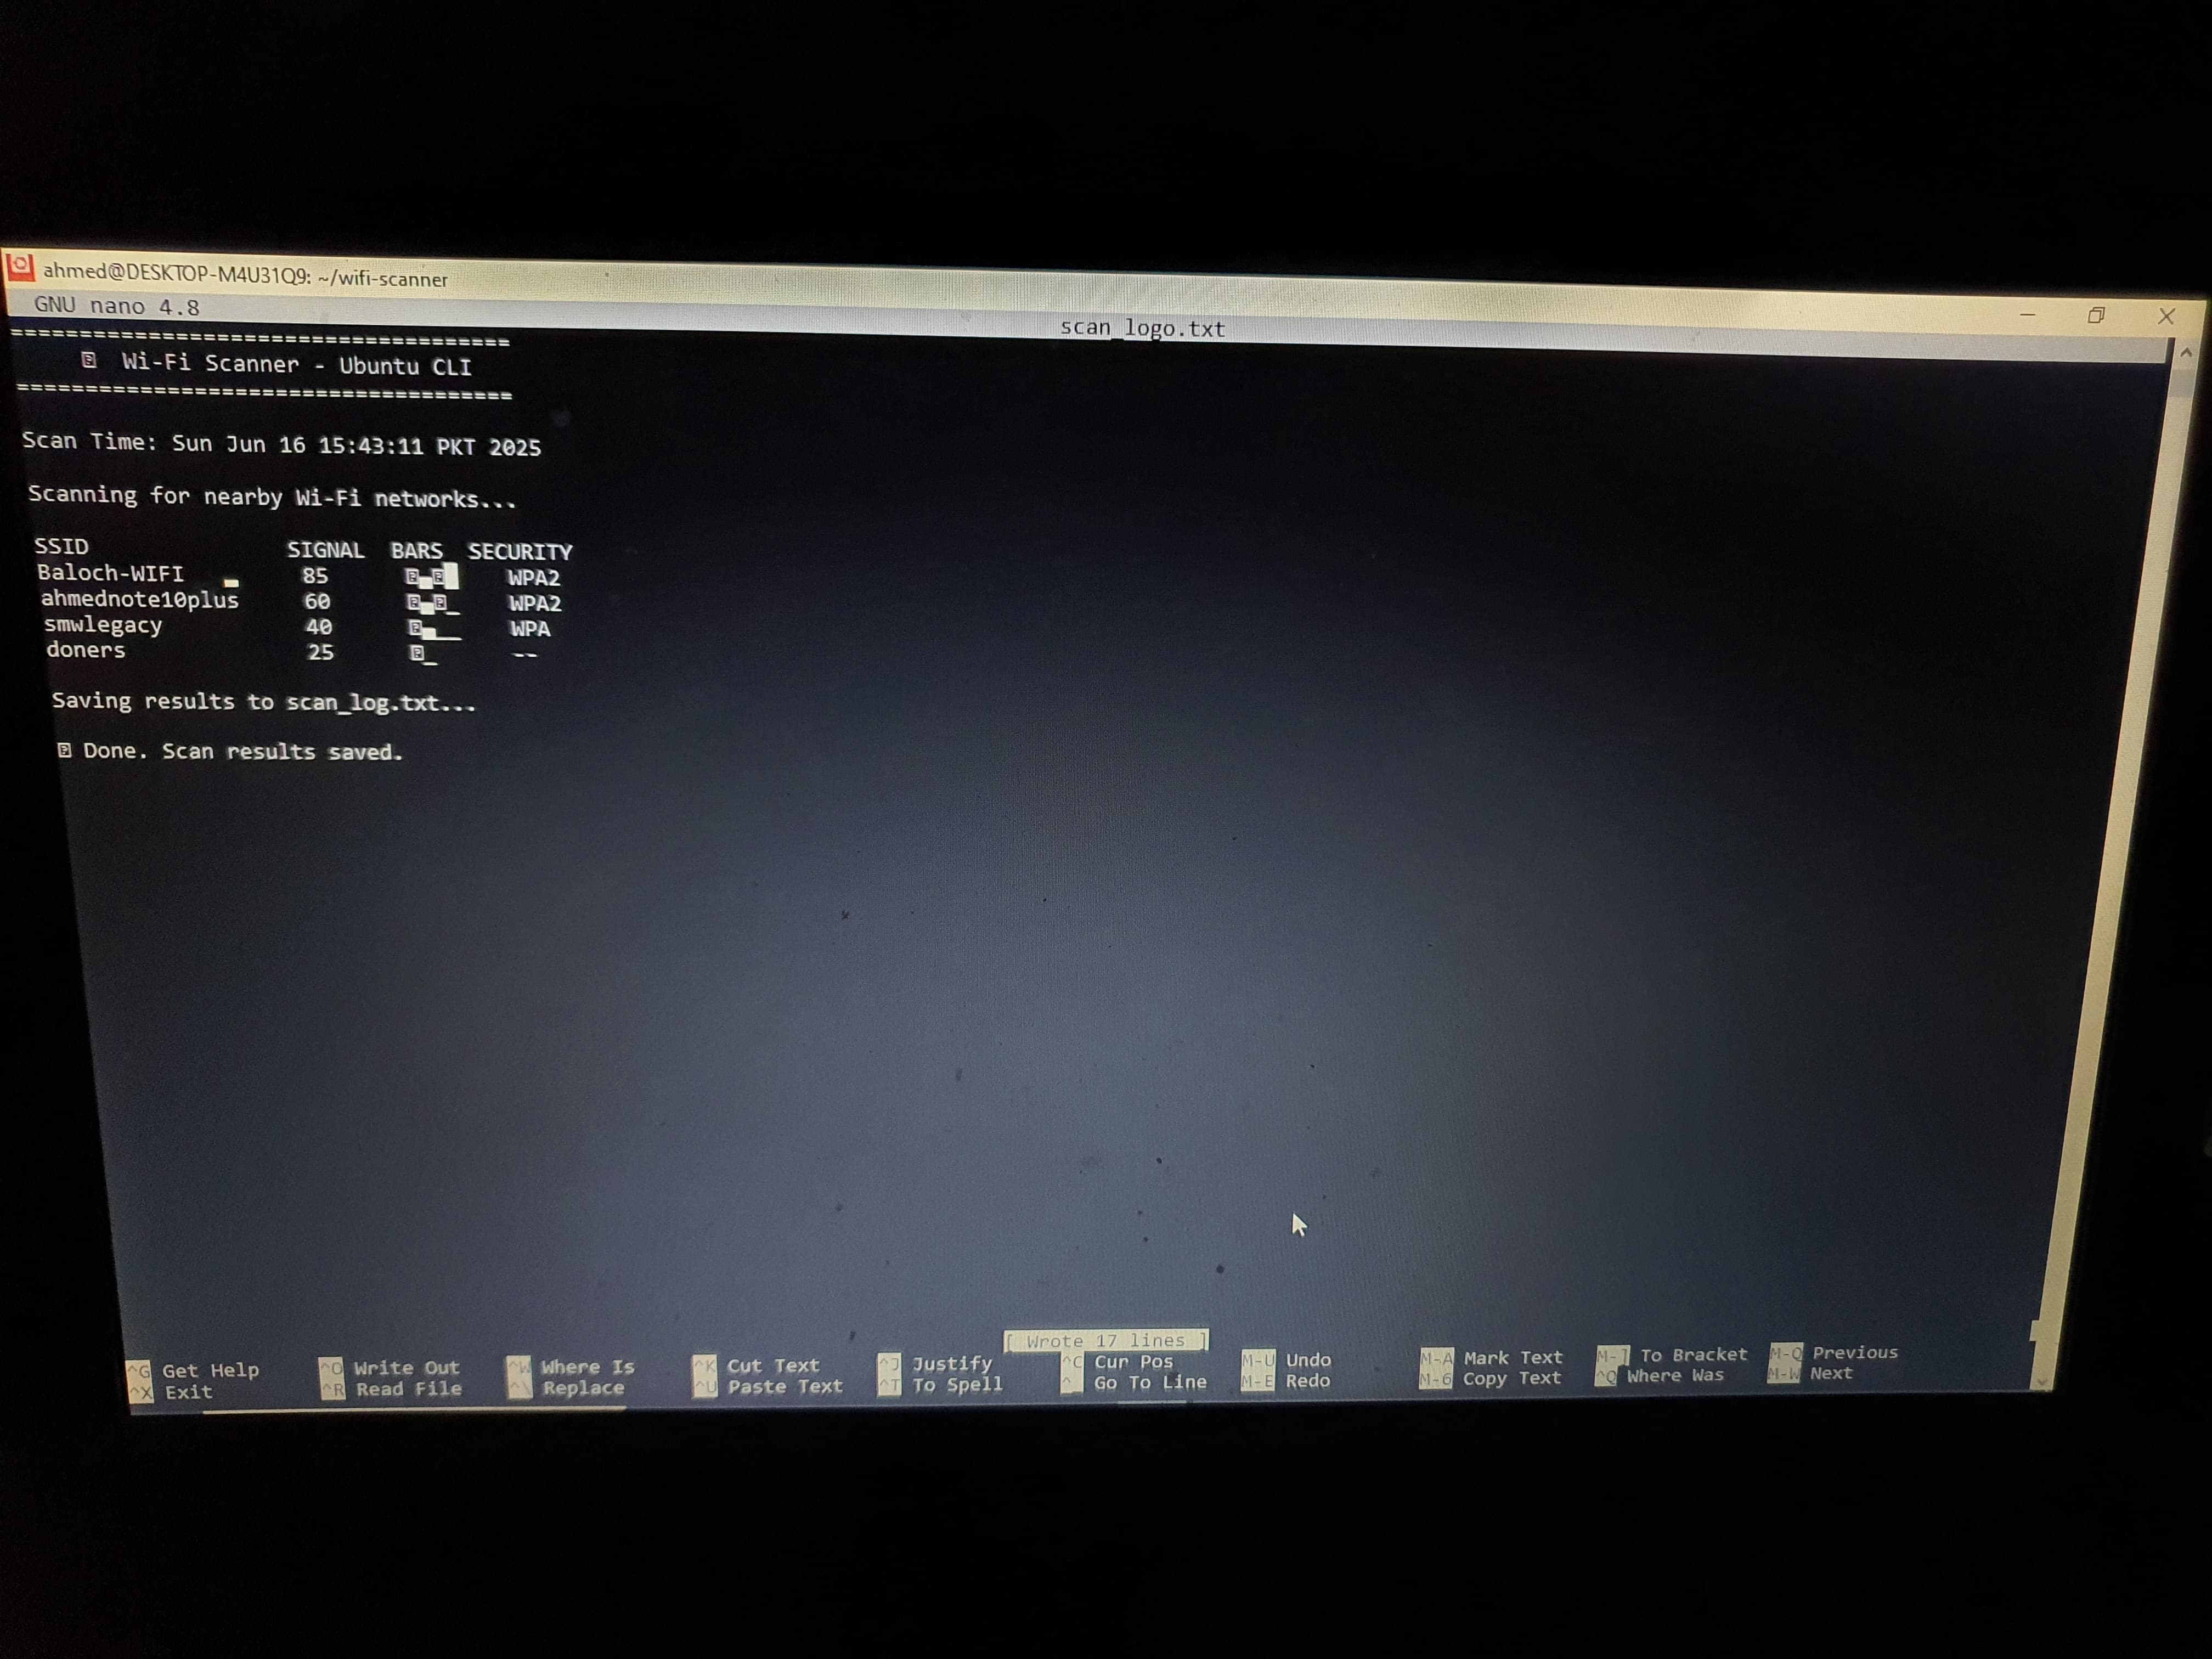 ahmed@DESKTOP-M4U31Q9: ~/wifi-scanner
GNU nano 4.8 scan_logo.txt
=====================================
Wi-Fi Scanner - Ubuntu CLI
=====================================
Scan Time: Sun Jun 16 15:43:11 PKT 2025
Scanning for nearby Wi-Fi networks...
SSID SIGNAL BARS SECURITY
Baloch-WIFI 85 WPA2
ahmednote10plus 60 WPA2
smwlegacy 40 WPA
doners 25 --
Saving results to scan_log.txt...
Done. Scan results saved.
[ Wrote 17 lines ]
^G Get Help ^O Write Out ^W Where Is ^K Cut Text ^J Justify ^C Cur Pos M-U Undo M-A Mark Text M-] To Bracket M-Q Previous
^X Exit ^R Read File ^\ Replace ^U Paste Text ^T To Spell ^_ Go To Line M-E Redo M-6 Copy Text ^Q Where Was M-W Next